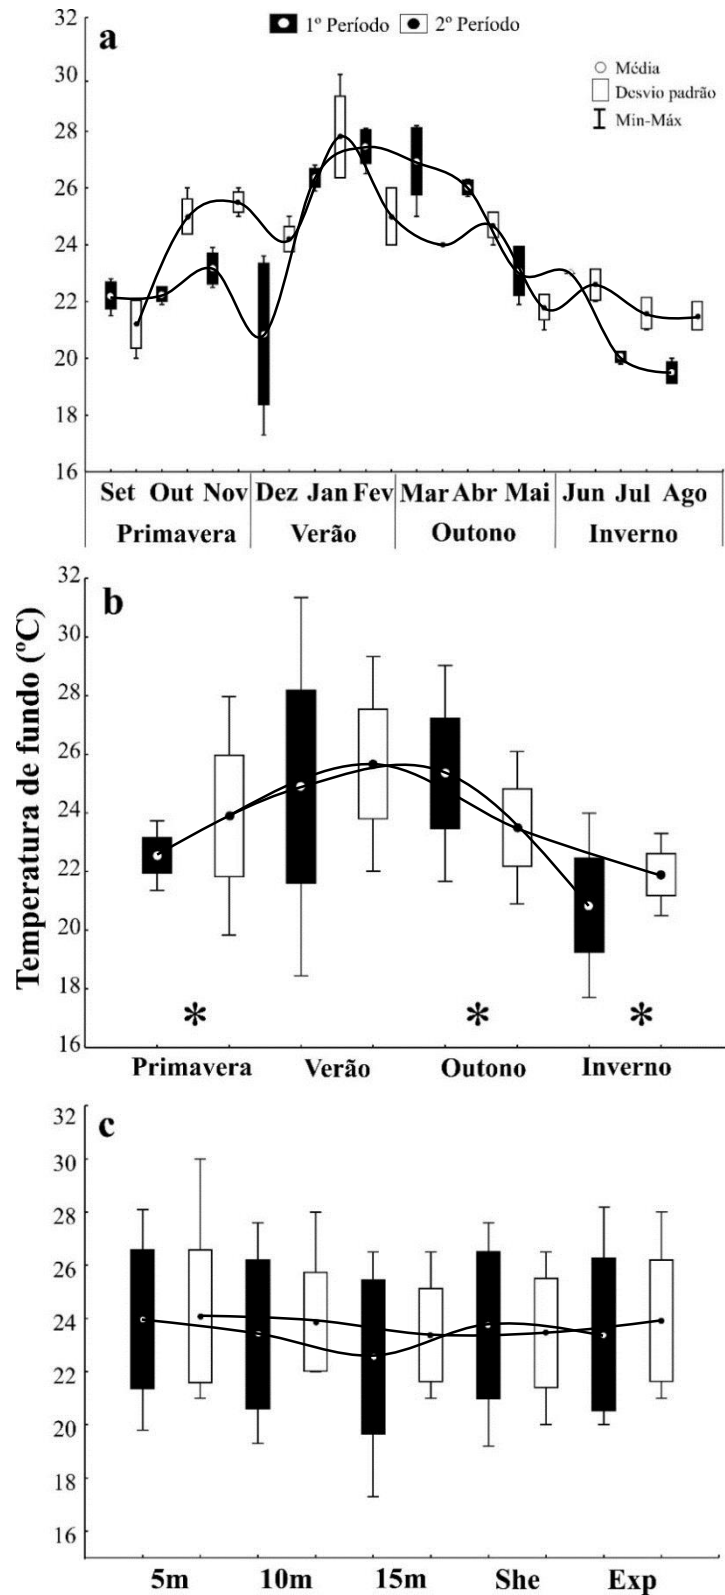 1º Período 2º Período
a
Média
Desvio padrão
Min-Máx
32
30
28
26
24
22
20
18
16
Set Out Nov Dez Jan Fev Mar Abr Mai Jun Jul Ago
Primavera Verão Outono Inverno
Temperatura de fundo (ºC)
b
32
30
28
26
24
22
20
18
16
* * *
Primavera Verão Outono Inverno
c
32
30
28
26
24
22
20
18
16
5m 10m 15m She Exp